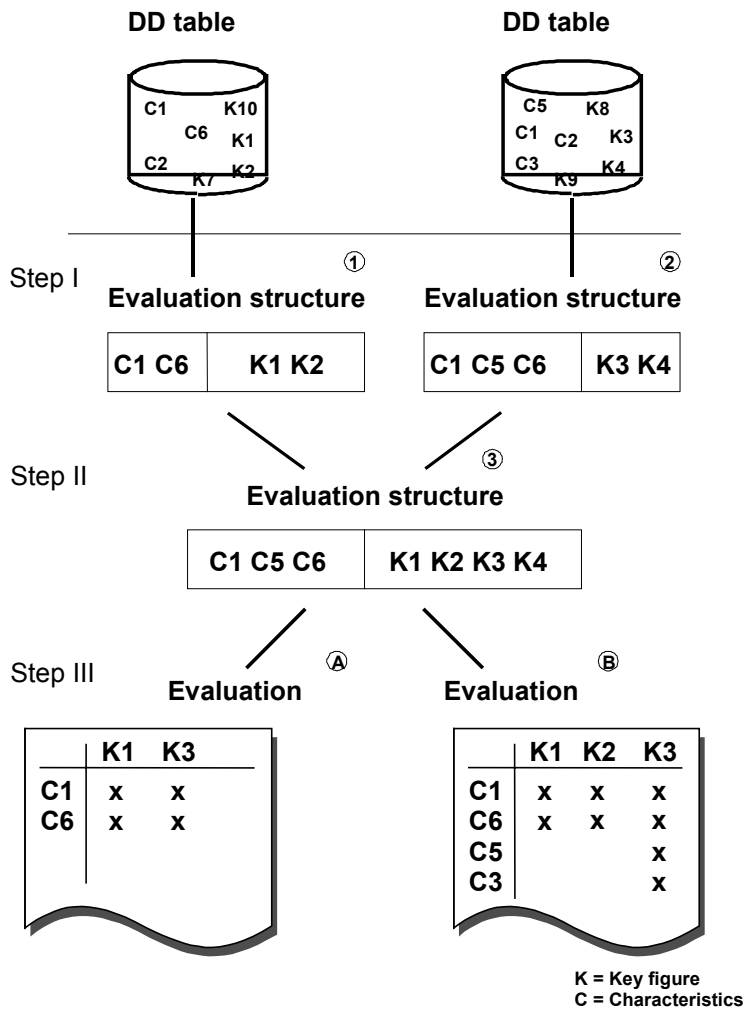 DD table DD table
C1 K10 C5 K8
C6 K1 C1 C2 K3
C2 K7 K2 C3 K9 K4
① ②
Step I
Evaluation structure Evaluation structure
C1 C6 K1 K2 C1 C5 C6 K3 K4
③
Step II
Evaluation structure
C1 C5 C6 K1 K2 K3 K4
Ⓐ Ⓑ
Step III
Evaluation Evaluation
K1 K3 K1 K2 K3
C1 x x C1 x x x
C6 x x C6 x x x
C5 x
C3 x
K = Key figure
C = Characteristics